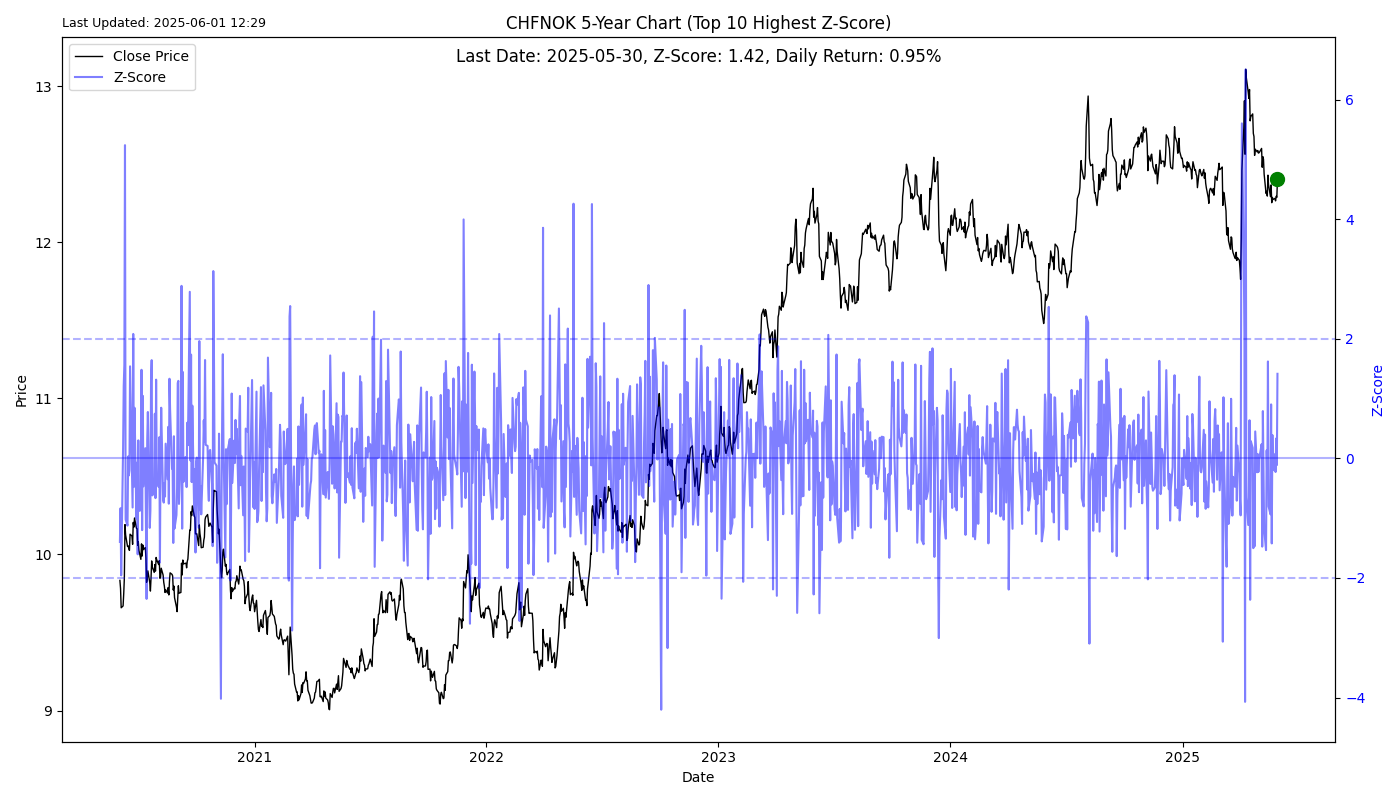 Last Updated: 2025-06-01 12:29
CHFNOK 5-Year Chart (Top 10 Highest Z-Score)
Last Date: 2025-05-30, Z-Score: 1.42, Daily Return: 0.95%
Close Price
Z-Score
13
12
11
10
9
Price
6
4
2
0
−2
−4
Z-Score
2021
2022
2023
2024
2025
Date